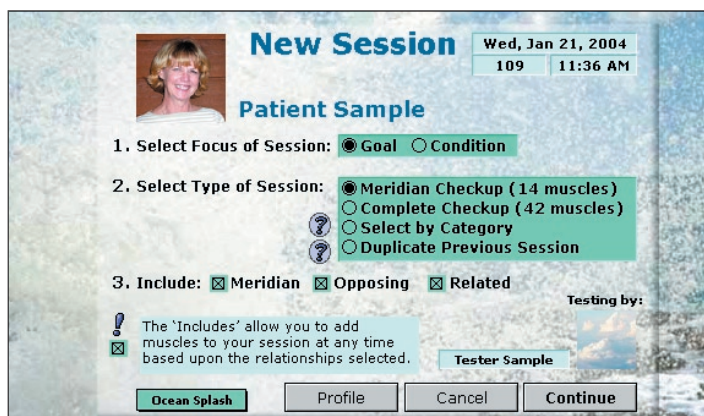 New Session
Wed, Jan 21, 2004
109 11:36 AM
Patient Sample
1. Select Focus of Session: Goal Condition
2. Select Type of Session: Meridian Checkup (14 muscles)
Complete Checkup (42 muscles)
? Select by Category
? Duplicate Previous Session
3. Include: Meridian Opposing Related
Testing by:
! The 'Includes' allow you to add
muscles to your session at any time
based upon the relationships selected.
Tester Sample
Ocean Splash Profile Cancel Continue